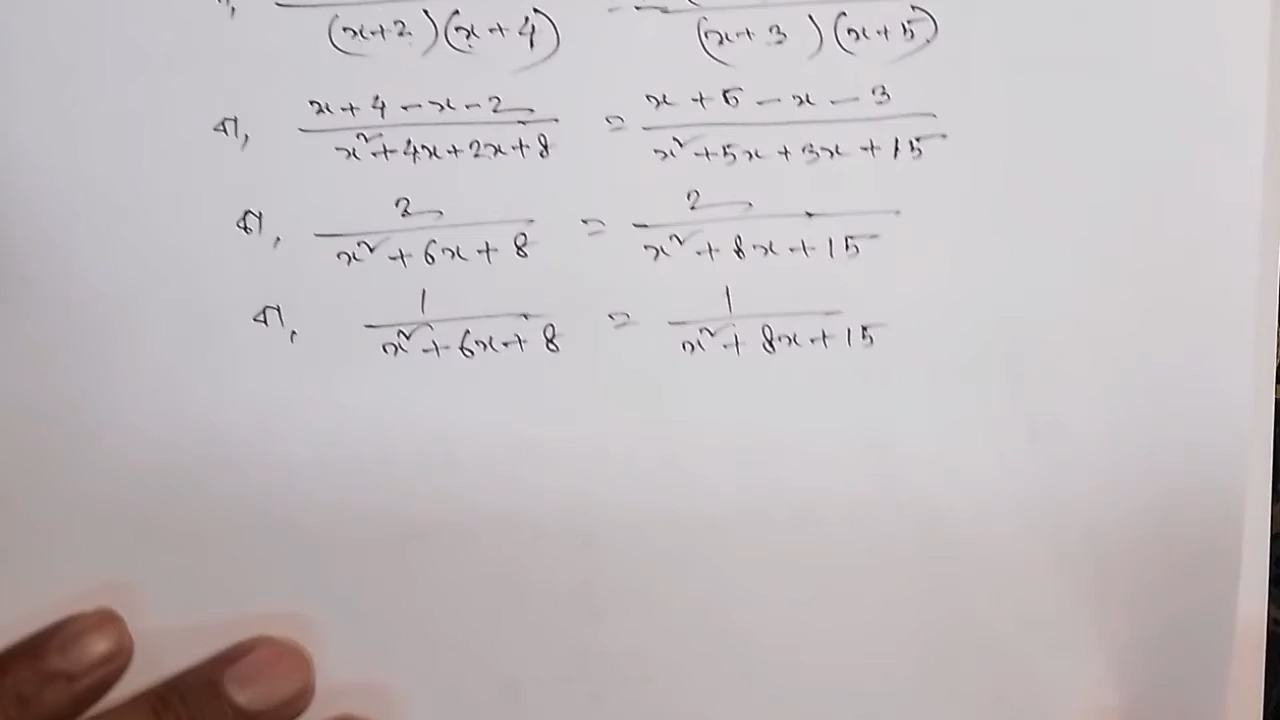 (x+2)(x+4) = (x+3)(x+5)
বা, x+4-x-2 / x²+4x+2x+8 = x+5-x-3 / x²+5x+3x+15
বা, 2 / x²+6x+8 = 2 / x²+8x+15
বা, 1 / x²+6x+8 = 1 / x²+8x+15